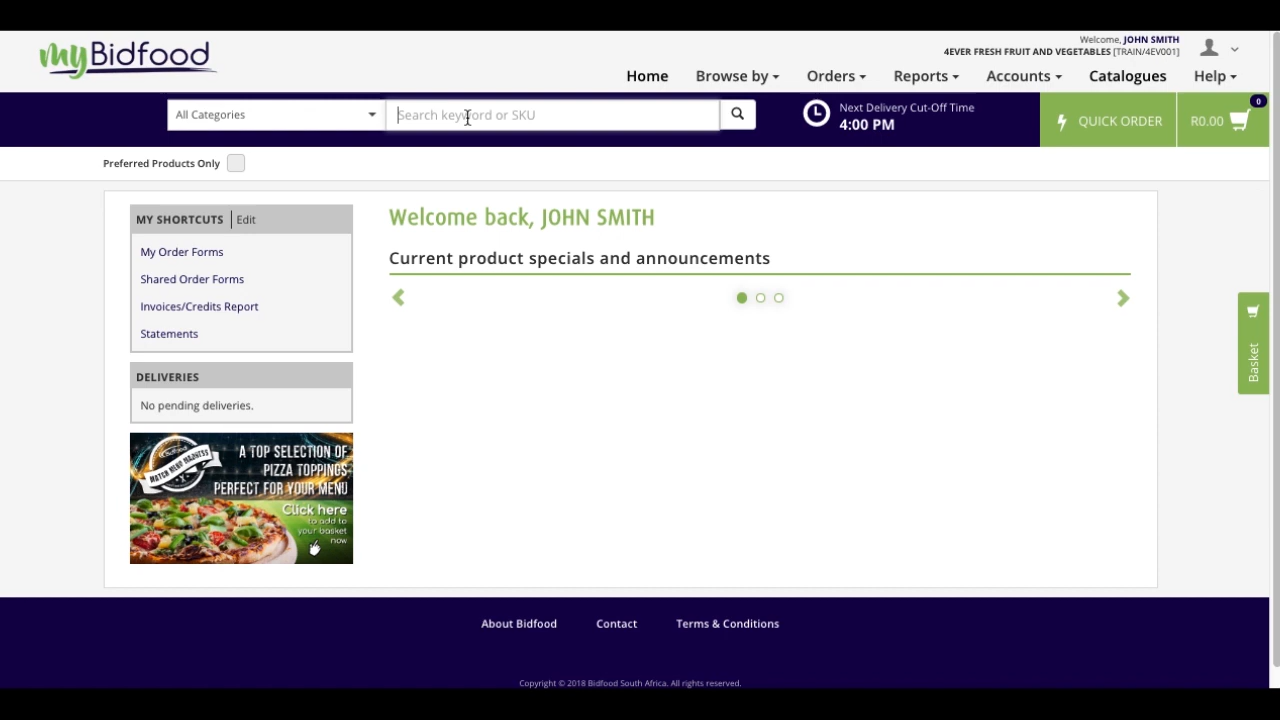 myBidfood
Welcome, JOHN SMITH
4EVER FRESH FRUIT AND VEGETABLES [TRAIN/4EV001]
Home Browse by Orders Reports Accounts Catalogues Help
All Categories
Search keyword or SKU
Next Delivery Cut-Off Time
4:00 PM
QUICK ORDER
R0.00
0
Preferred Products Only
MY SHORTCUTS Edit
My Order Forms
Shared Order Forms
Invoices/Credits Report
Statements
DELIVERIES
No pending deliveries.
MATCH MENU MADNESS
A TOP SELECTION OF
PIZZA TOPPINGS
PERFECT FOR YOUR MENU
Click here
to add to
your basket
now
Welcome back, JOHN SMITH
Current product specials and announcements
Basket
About Bidfood Contact Terms & Conditions
Copyright © 2018 Bidfood South Africa. All rights reserved.